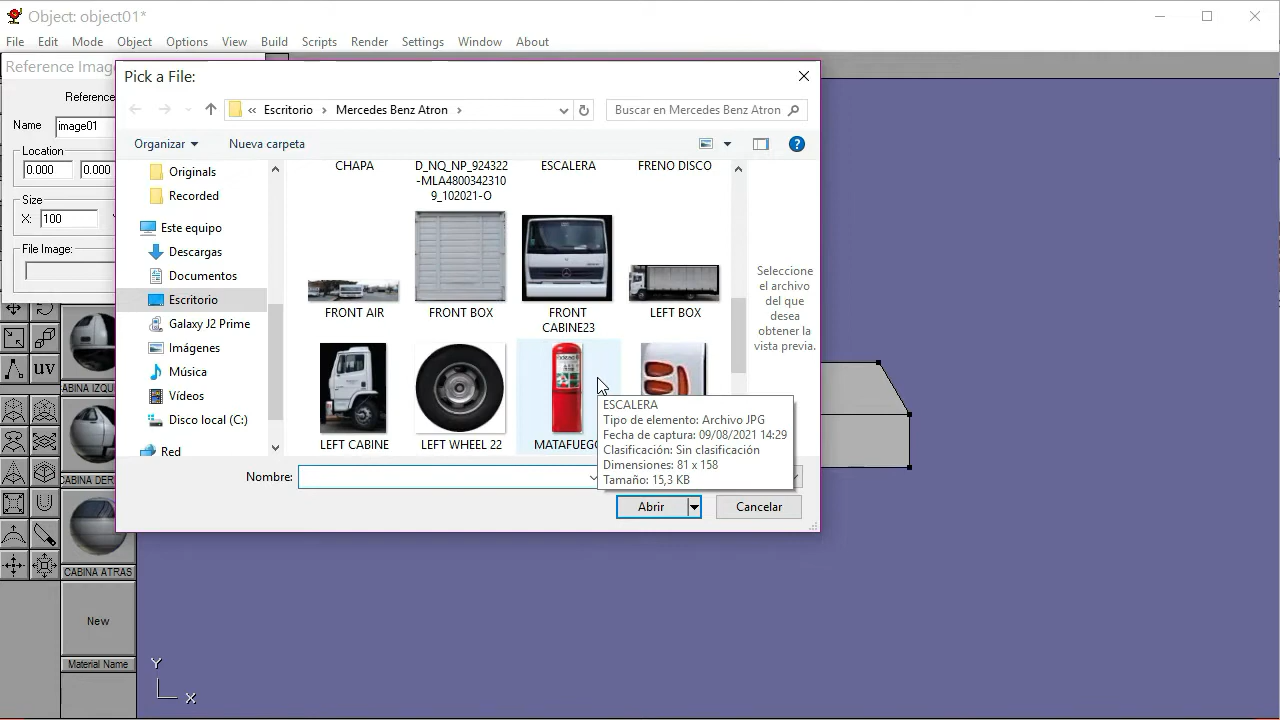 Object: object01*
File Edit Mode Object Options View Build Scripts Render Settings Window About
Reference Imag
Pick a File:
Reference
« Escritorio > Mercedes Benz Atron >
Buscar en Mercedes Benz Atron
Name image01
Organizar
Nueva carpeta
Location
0.000 0.000
Size
X: 100
File Image:
Originals
Recorded
Este equipo
Descargas
Documentos
Escritorio
Galaxy J2 Prime
Imágenes
Música
Vídeos
Disco local (C:)
Red
CHAPA
D_NQ_NP_924322
-MLA4800342310
9_102021-O
ESCALERA
FRENO DISCO
FRONT AIR
FRONT BOX
FRONT
CABINE23
LEFT BOX
LEFT CABINE
LEFT WHEEL 22
MATAFUEGO
Seleccione
el archivo
del que
desea
obtener la
vista previa.
ESCALERA
Tipo de elemento: Archivo JPG
Fecha de captura: 09/08/2021 14:29
Clasificación: Sin clasificación
Dimensiones: 81 x 158
Tamaño: 15,3 KB
Nombre:
Abrir
Cancelar
UV
ABINA IZQU
CABINA DER
CABINA ATRAS
New
Material Name
Y
X